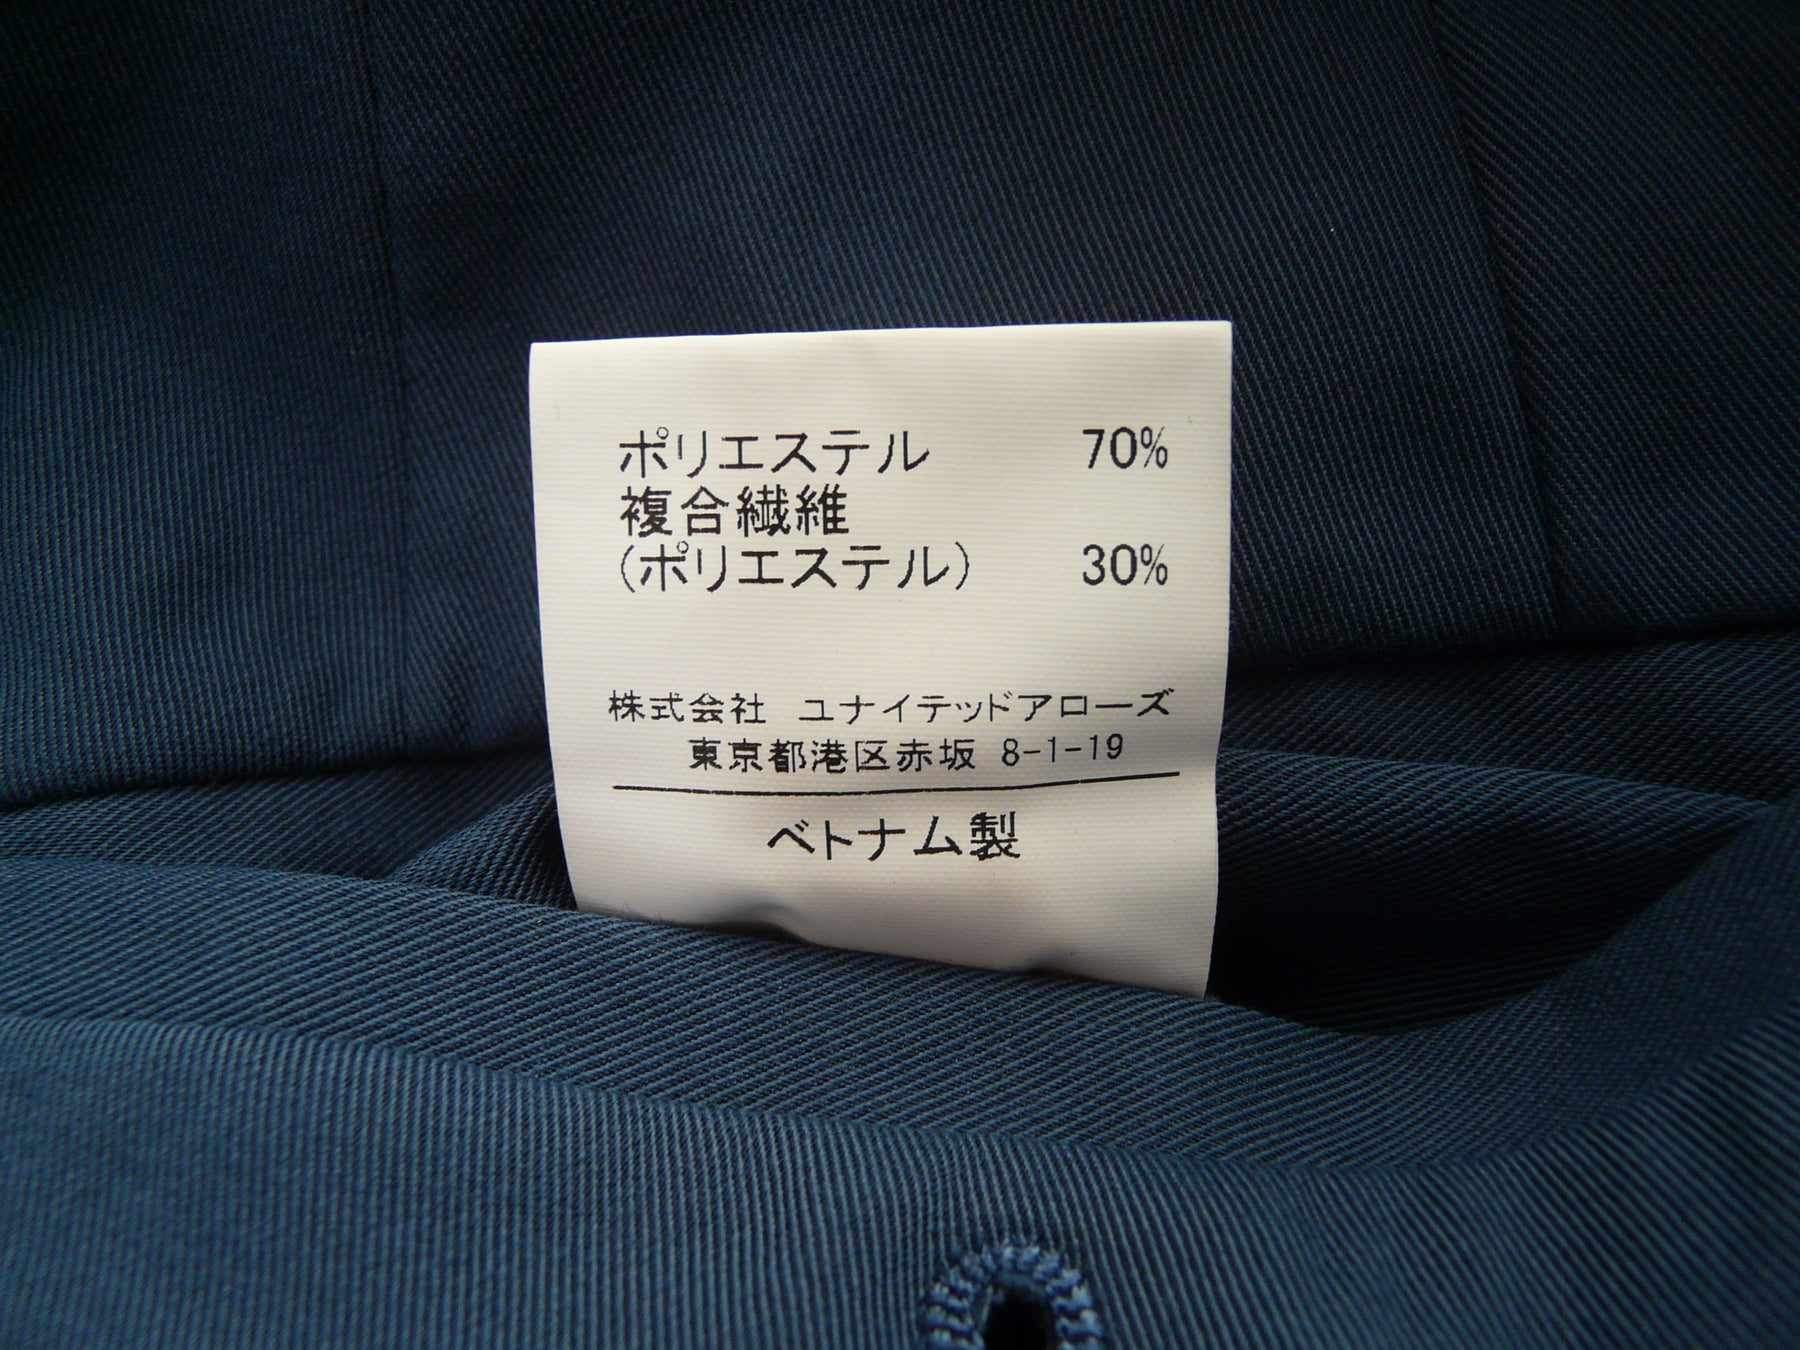 ポリエステル 70%
複合繊維
(ポリエステル) 30%
株式会社 ユナイテッドアローズ
東京都港区赤坂 8-1-19
ベトナム製